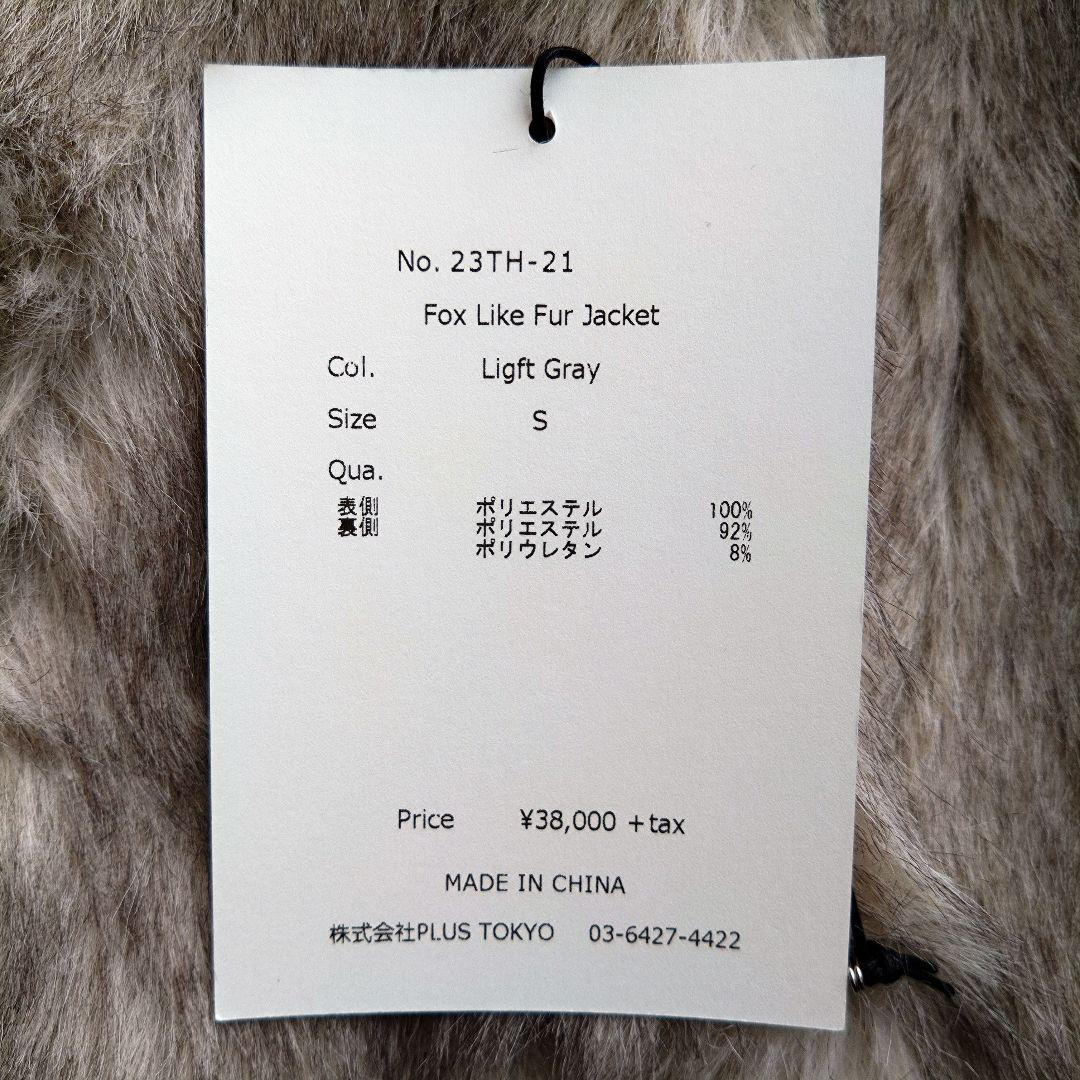 No. 23TH-21
Fox Like Fur Jacket
Col. Ligft Gray
Size S
Qua.
表側 ポリエステル 100%
裏側 ポリエステル 92%
ポリウレタン 8%
Price ¥38,000 +tax
MADE IN CHINA
株式会社PLUS TOKYO 03-6427-4422